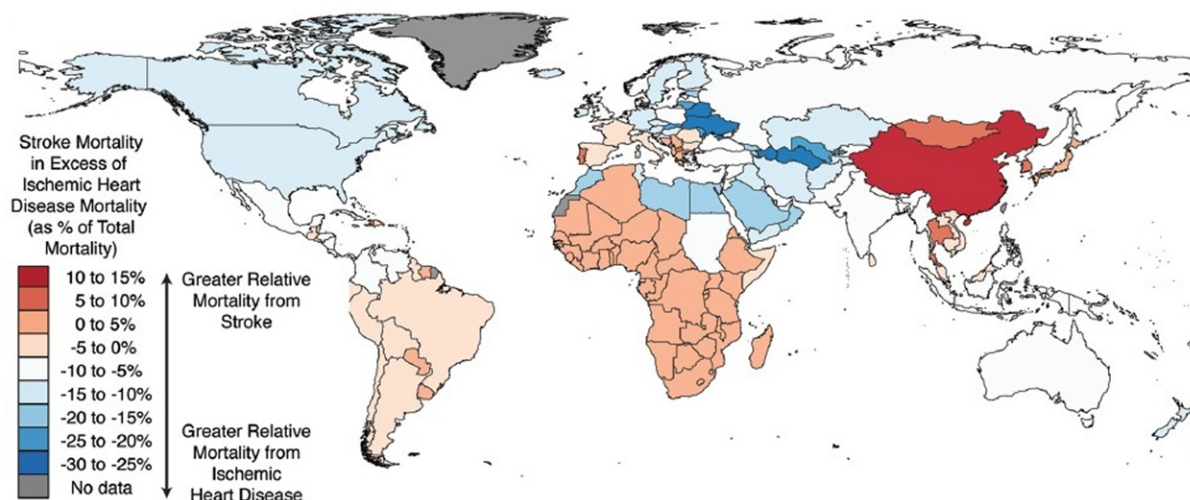 Stroke Mortality
in Excess of
Ischemic Heart
Disease Mortality
(as % of Total
Mortality)
10 to 15%
5 to 10%
0 to 5%
-5 to 0%
-10 to -5%
-15 to -10%
-20 to -15%
-25 to -20%
-30 to -25%
No data
Greater Relative
Mortality from
Stroke
Greater Relative
Mortality from
Ischemic
Heart Disease